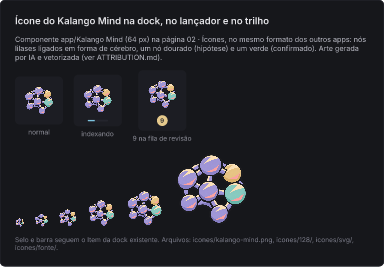 Ícone do Kalango Mind na dock, no lançador e no trilho
Componente app/Kalango Mind (64 px) na página 02 · Ícones, no mesmo formato dos outros apps: nós
lilases ligados em forma de cérebro, um nó dourado (hipótese) e um verde (confirmado). Arte gerada
por IA e vetorizada (ver ATTRIBUTION.md).
9
normal
indexando
9 na fila de revisão
Selo e barra seguem o Item da dock existente. Arquivos: icones/kalango-mind.png, icones/128/, icones/svg/,
icones/fonte/.